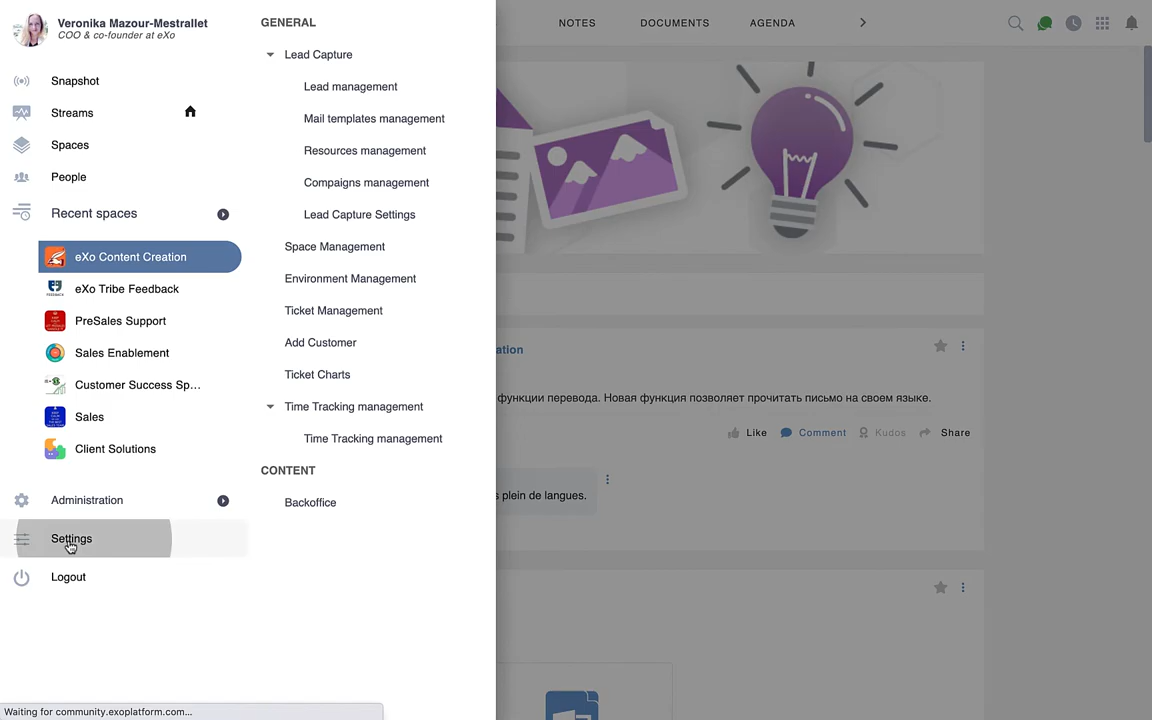 Veronika Mazour-Mestrallet
COO & co-founder at eXo
Snapshot
Streams
Spaces
People
Recent spaces
eXo Content Creation
eXo Tribe Feedback
PreSales Support
Sales Enablement
Customer Success Sp...
Sales
Client Solutions
Administration
Settings
Logout
GENERAL
Lead Capture
Lead management
Mail templates management
Resources management
Compaigns management
Lead Capture Settings
Space Management
Environment Management
Ticket Management
Add Customer
Ticket Charts
Time Tracking management
Time Tracking management
CONTENT
Backoffice
NOTES DOCUMENTS AGENDA
ation
функции перевода. Новая функция позволяет прочитать письмо на своем языке.
Like Comment Kudos Share
s plein de langues.
Waiting for community.exoplatform.com...